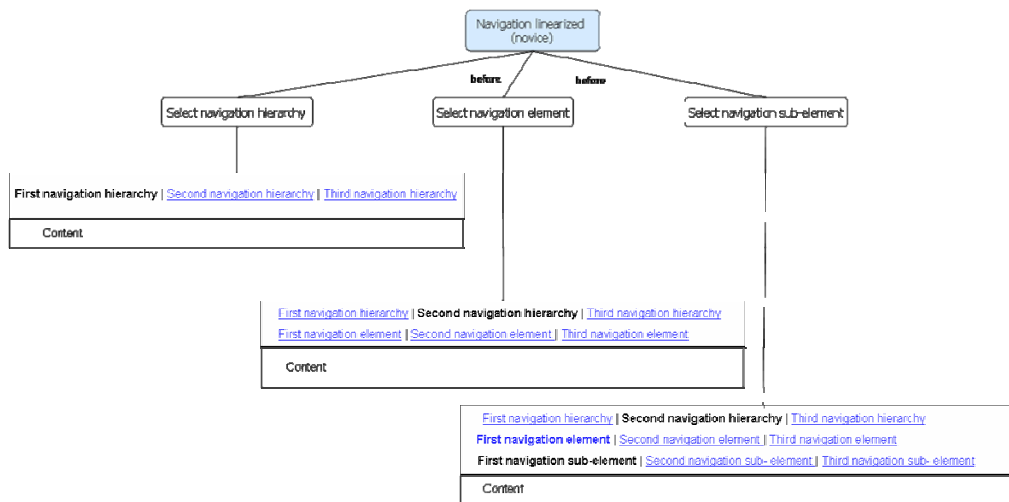 Navigation linearized
(novice)
before
before
Select navigation hierarchy
Select navigation element
Select navigation sub-element
First navigation hierarchy | Second navigation hierarchy | Third navigation hierarchy
Content
First navigation hierarchy | Second navigation hierarchy | Third navigation hierarchy
First navigation element | Second navigation element | Third navigation element
Content
First navigation hierarchy | Second navigation hierarchy | Third navigation hierarchy
First navigation element | Second navigation element | Third navigation element
First navigation sub-element | Second navigation sub- element | Third navigation sub- element
Content